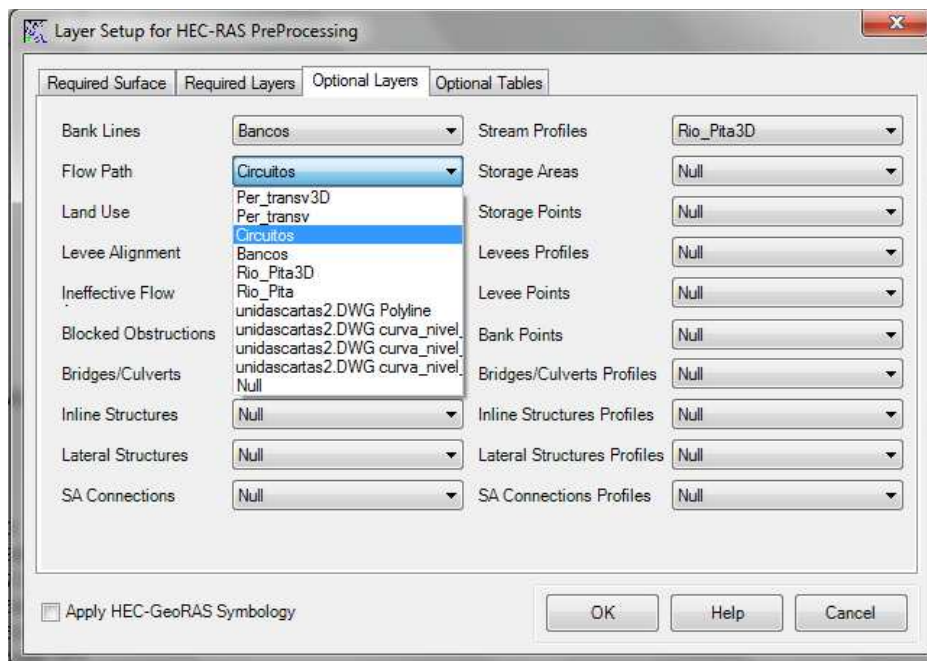 Layer Setup for HEC-RAS PreProcessing
Required Surface Required Layers Optional Layers Optional Tables
Bank Lines Bancos Stream Profiles Rio_Pita3D
Flow Path Circuitos Storage Areas Null
Per_transv3D
Land Use Per_transv Storage Points Null
Circuitos
Levee Alignment Bancos Levees Profiles Null
Rio_Pita3D
Ineffective Flow Rio_Pita Levee Points Null
unidascartas2.DWG Polyline
Blocked Obstructions unidascartas2.DWG curva_nivel_ Bank Points Null
unidascartas2.DWG curva_nivel_
Bridges/Culverts unidascartas2.DWG curva_nivel_ Bridges/Culverts Profiles Null
Null
Inline Structures Null Inline Structures Profiles Null
Lateral Structures Null Lateral Structures Profiles Null
SA Connections Null SA Connections Profiles Null
Apply HEC-GeoRAS Symbology OK Help Cancel